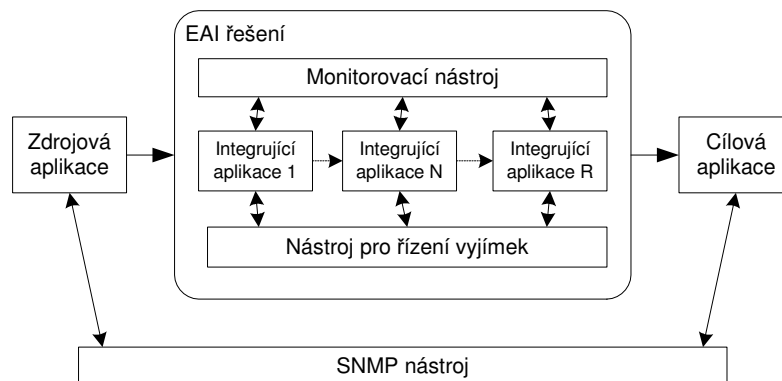 EAI řešení
Monitorovací nástroj
Zdrojová
aplikace
Integrující
aplikace 1
Integrující
aplikace N
Integrující
aplikace R
Cílová
aplikace
Nástroj pro řízení vyjímek
SNMP nástroj